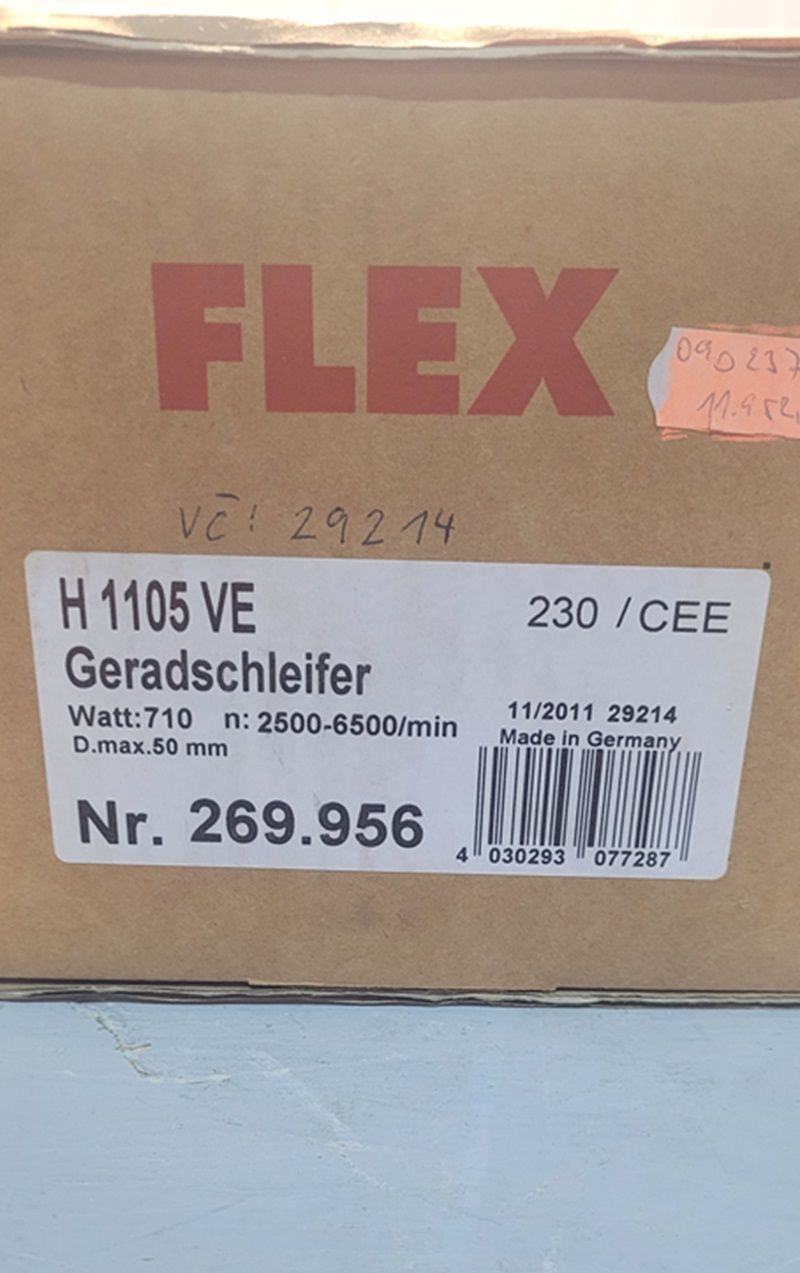 FLEX
090237
VČ: 29214
H 1105 VE
230 / CEE
Geradschleifer
Watt:710 n: 2500-6500/min
D.max.50 mm
11/2011 29214
Made in Germany
Nr. 269.956
4 030293 077287